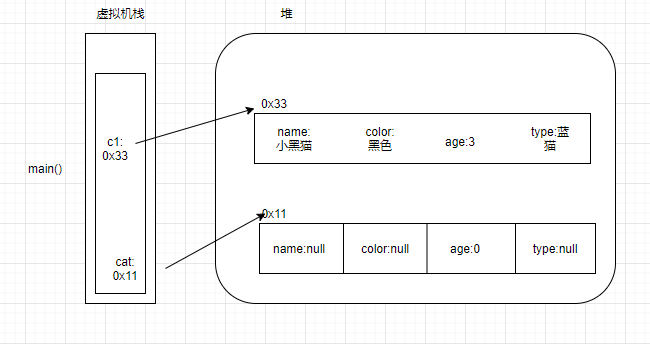 虚拟机栈
堆
0x33
name:
小黑猫
color:
黑色
age:3
type:蓝
猫
c1:
0x33
main()
0x11
cat:
0x11
name:null
color:null
age:0
type:null